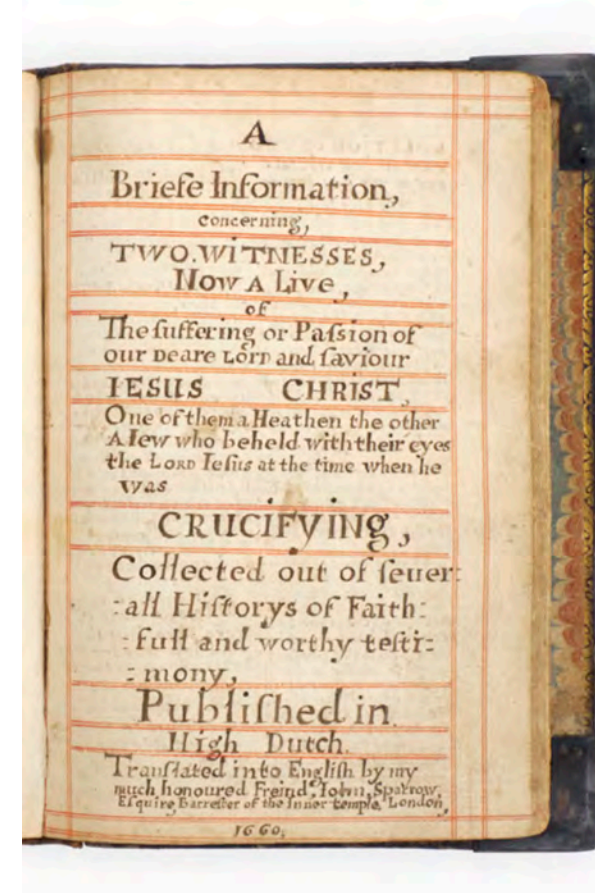 A
Briefe Information,
Concerning,
TWO.WITNESSES,
Now A Live,
of
The ſuffering or Paſsion of
our Deare Lord and ſaviour
IESUS CHRIST,
One of them a Heathen the other
A Iew who beheld with their eyes
the Lord Ieſus at the time when he
was
CRUCIFYING,
Collected out of ſever:
:all Hiſtorys of Faith:
:full and worthy teſti:
:mony,
Publiſhed in
High Dutch.
Tranſlated into Engliſh by my
much honoured Freind, Iohn, Sparrow,
Eſquire, Barreſter of the Inner temple, London,
1660,